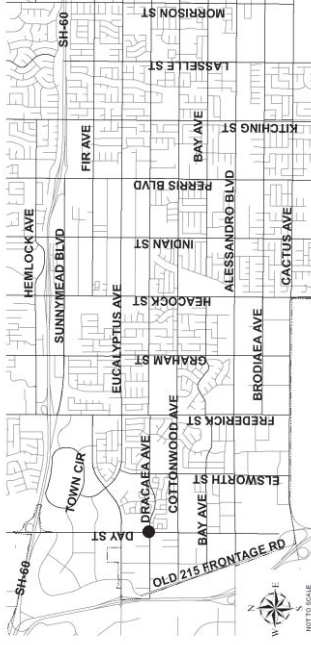 MORRISON ST
SH-60
LASSELLE ST
KITCHING ST
FIR AVE
BAY AVE
PERRIS BLVD
ALESSANDRO BLVD
HEMLOCK AVE
SUNNYMEAD BLVD
INDIAN ST
CACTUS AVE
HEACOCK ST
EUCALYPTUS AVE
GRAHAM ST
BRODIAEA AVE
FREDERICK ST
TOWN CIR
DRACAEA AVE
COTTONWOOD AVE
ELSWORTH ST
DAY ST
BAY AVE
OLD 215 FRONTAGE RD
SH-60
N
W
E
S
NOT TO SCALE